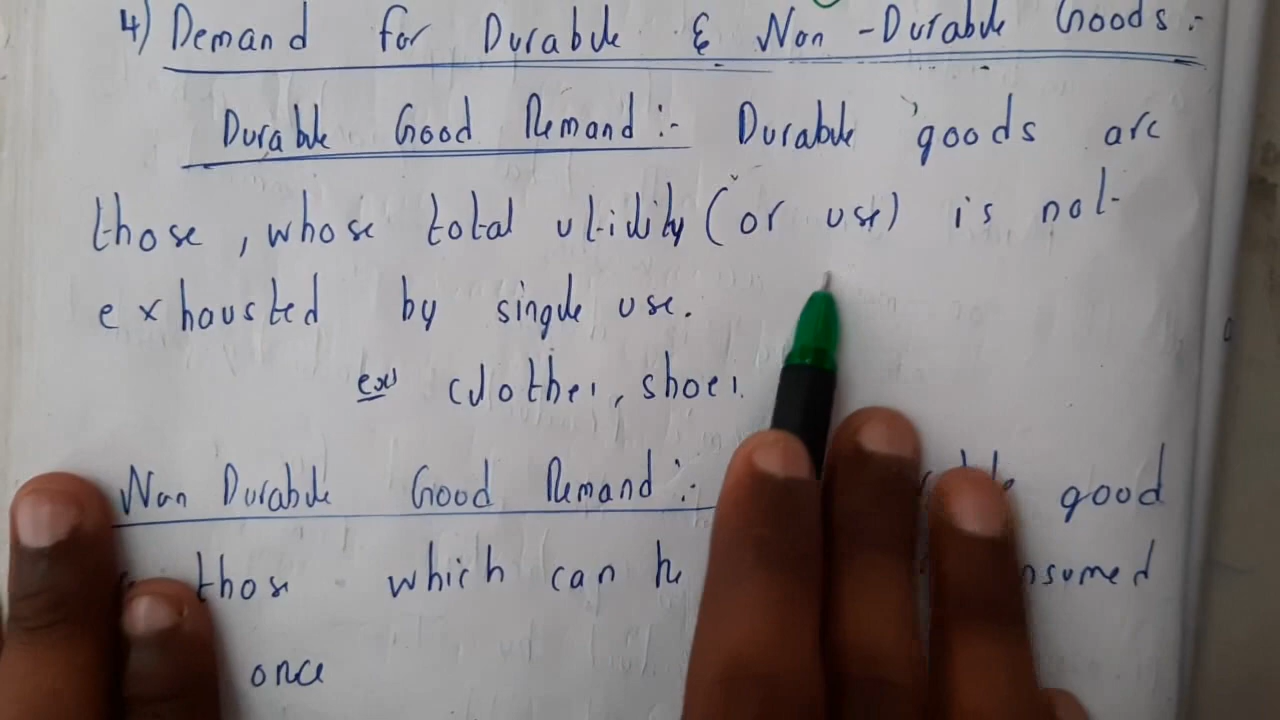 4) Demand for Durable & Non-Durable Goods:-
Durable Good Demand:- Durable goods are
those, whose total utility (or use) is not
exhausted by single use.
ex:- clothes, shoes.
Non Durable Good Demand:- good
those which can be
once